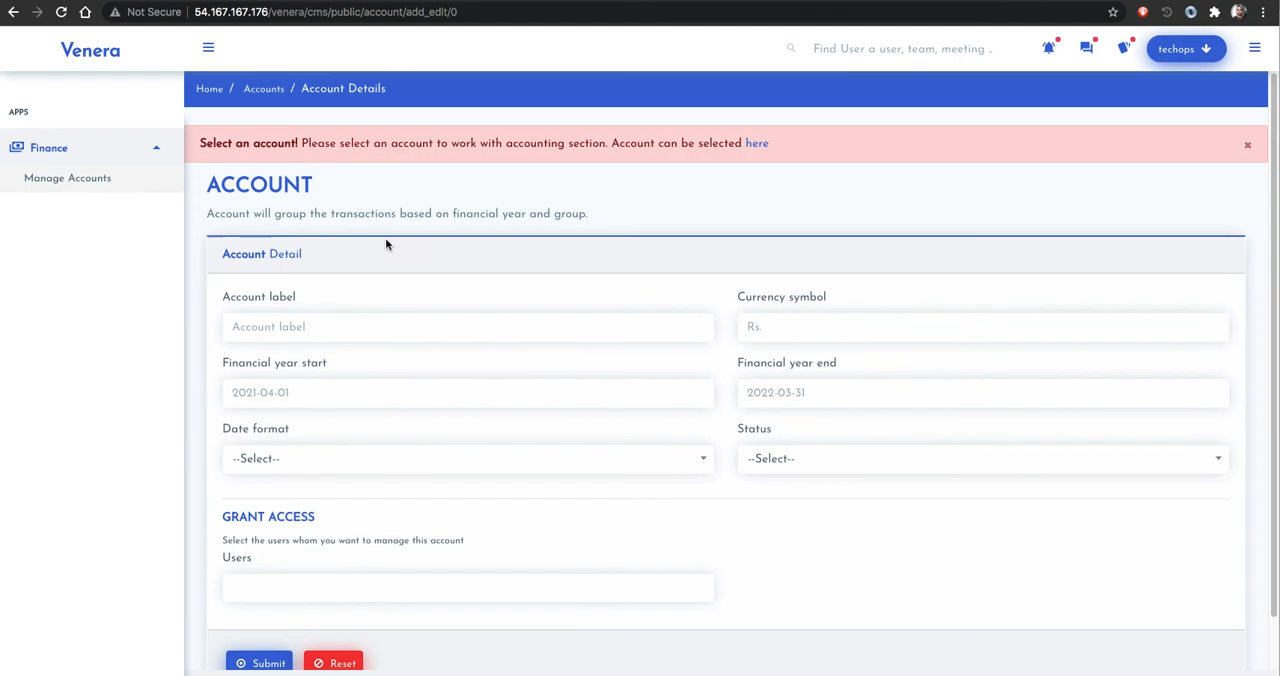 Not Secure 54.167.167.176/venera/cms/public/account/add_edit/0
Venera
Find User a user, team, meeting ..
techops
Home / Accounts / Account Details
APPS
Finance
Manage Accounts
Select an account! Please select an account to work with accounting section. Account can be selected here
×
ACCOUNT
Account will group the transactions based on financial year and group.
Account Detail
Account label
Currency symbol
Account label
Rs.
Financial year start
Financial year end
2021-04-01
2022-03-31
Date format
Status
--Select--
--Select--
GRANT ACCESS
Select the users whom you want to manage this account
Users
Submit
Reset